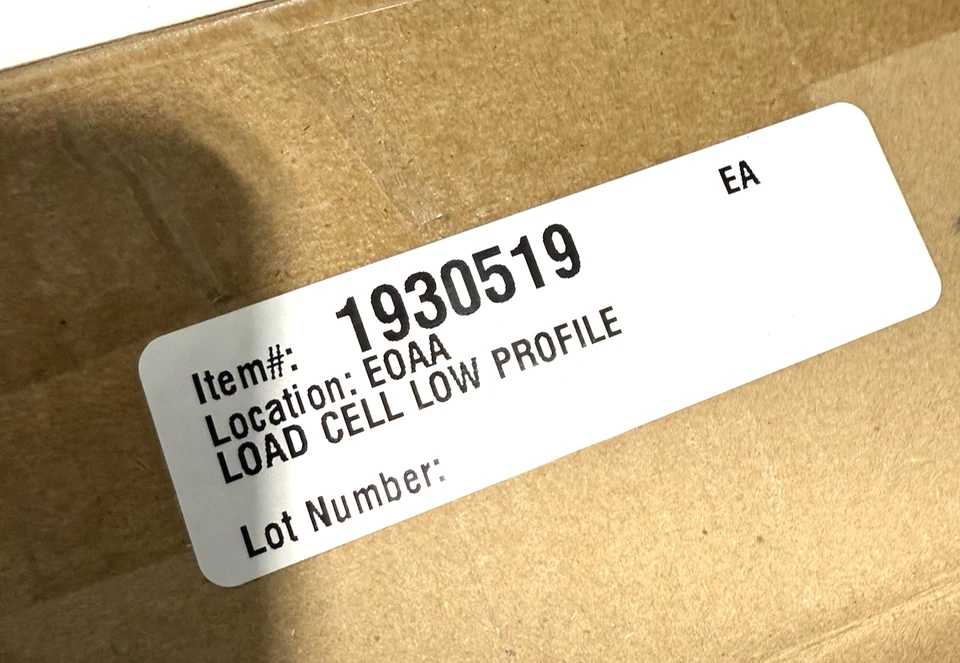 EA
Item#: 1930519
Location: EOAA
LOAD CELL LOW PROFILE
Lot Number: